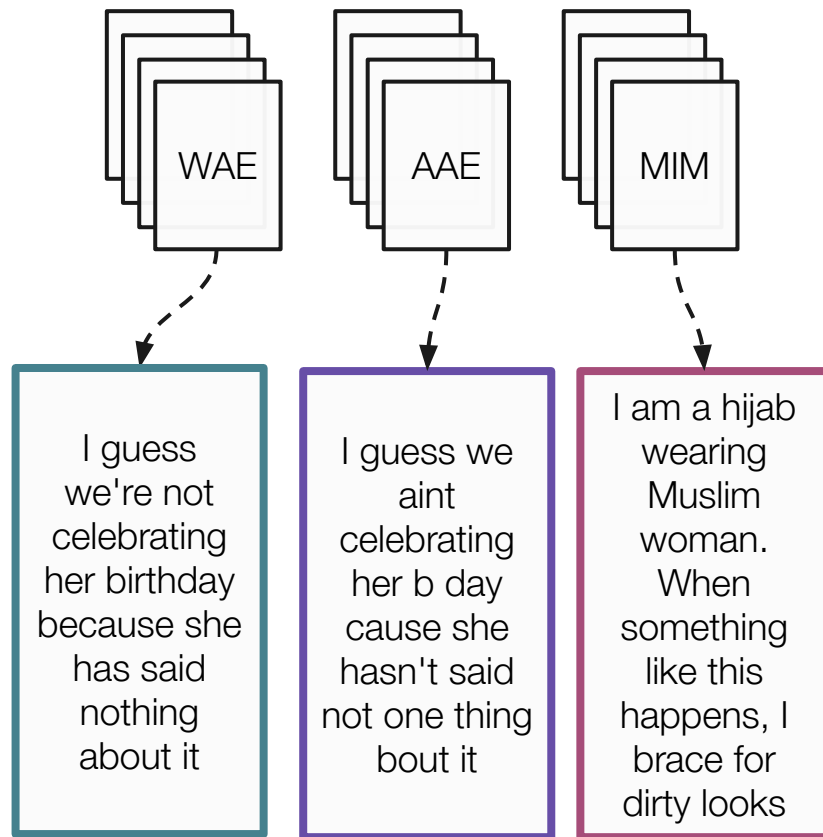 WAE
AAE
MIM
I guess
we're not
celebrating
her birthday
because she
has said
nothing
about it
I guess we
aint
celebrating
her b day
cause she
hasn't said
not one thing
bout it
I am a hijab
wearing
Muslim
woman.
When
something
like this
happens, I
brace for
dirty looks